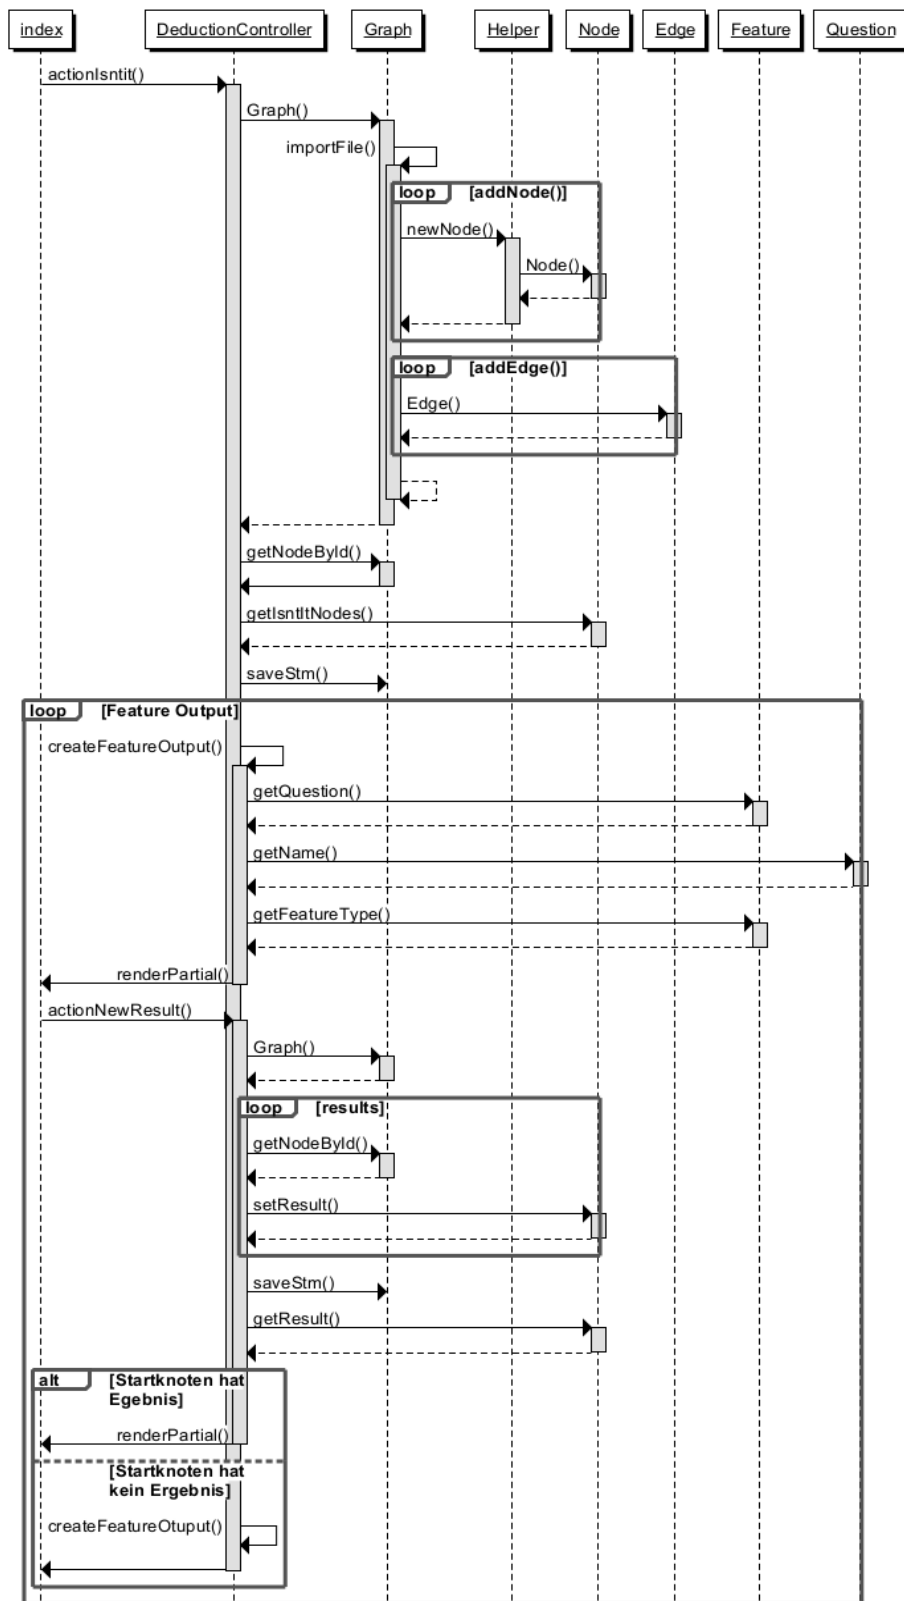 index
DeductionController
Graph
Helper
Node
Edge
Feature
Question
actionIsntit()
Graph()
importFile()
loop [addNode()]
newNode()
Node()
loop [addEdge()]
Edge()
getNodeById()
getIsntItNodes()
saveStm()
loop [Feature Output]
createFeatureOutput()
getQuestion()
getName()
getFeatureType()
renderPartial()
actionNewResult()
Graph()
loop [results]
getNodeById()
setResult()
saveStm()
getResult()
alt [Startknoten hat
Egebnis]
renderPartial()
[Startknoten hat
kein Ergebnis]
createFeatureOtuput()